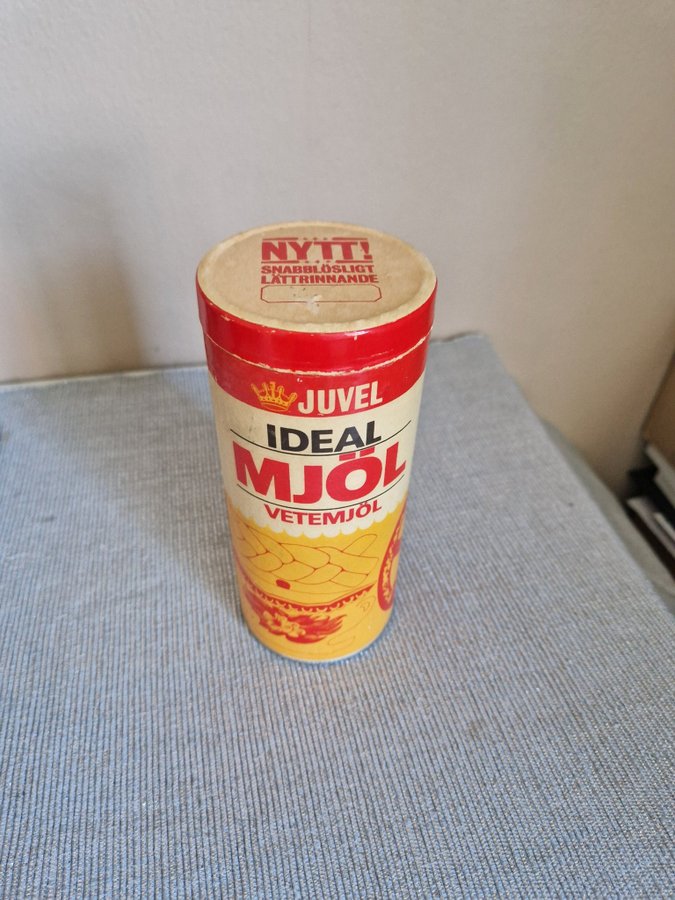 NYTT!
SNABBLÖSLIGT
LÄTTRINNANDE
JUVEL
IDEAL
MJÖL
VETEMJÖL